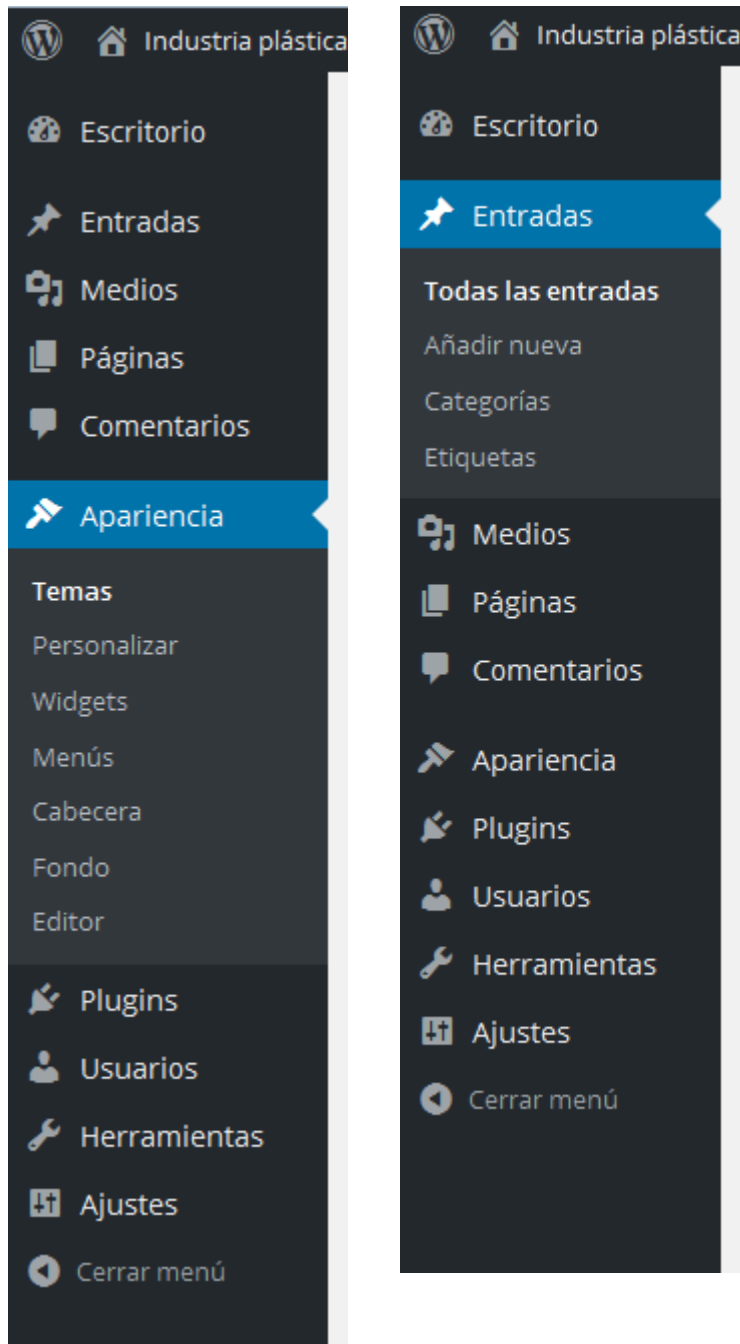 Industria plástica
Escritorio
Entradas
Medios
Páginas
Comentarios
Apariencia
Temas
Personalizar
Widgets
Menús
Cabecera
Fondo
Editor
Plugins
Usuarios
Herramientas
Ajustes
Cerrar menú
Industria plástica
Escritorio
Entradas
Todas las entradas
Añadir nueva
Categorías
Etiquetas
Medios
Páginas
Comentarios
Apariencia
Plugins
Usuarios
Herramientas
Ajustes
Cerrar menú